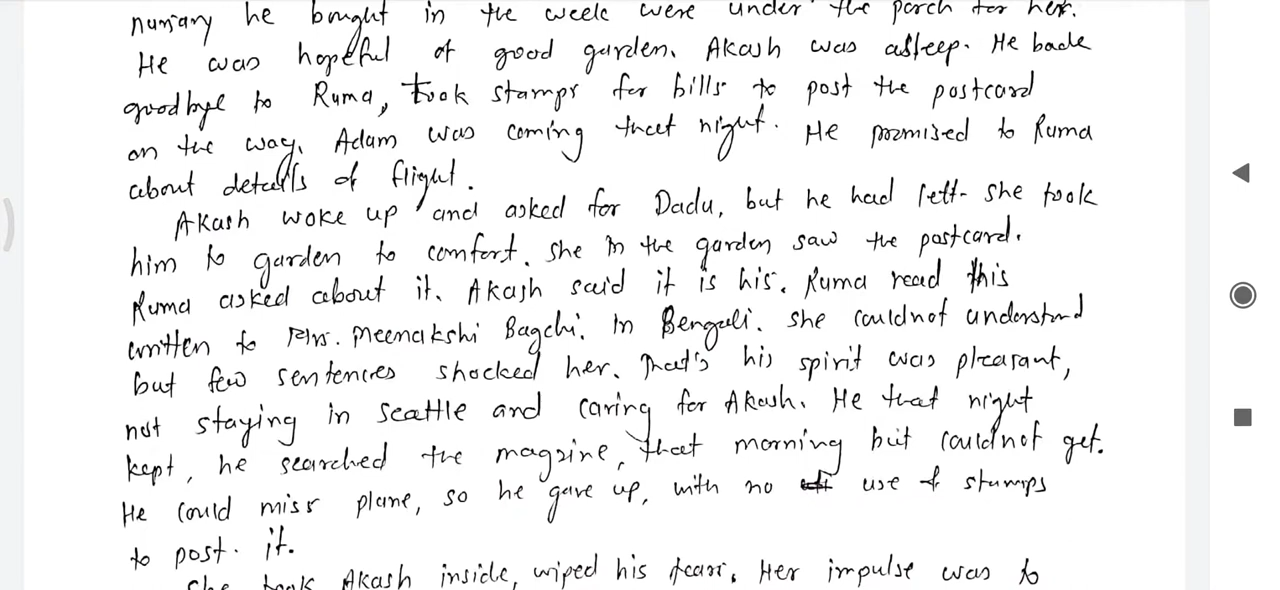 nursary he bought in the week were under the porch for her.
He was hopeful of good garden. Akash was asleep. He bade
goodbye to Ruma, took stamps for bills to post the postcard
on the way. Adam was coming that night. He promised to Ruma
about details of flight.
Akash woke up and asked for Dadu, but he had left she took
him to garden to comfort. she in the garden saw the postcard.
Ruma asked about it. Akash said it is his. Ruma read this
written to Mrs. Meenakshi Bagchi. In Bengali. she couldnot understand
but few sentences shocked her. That's his spirit was pleasant,
not staying in seattle and caring for Akash. He that night
kept, he searched the magzine, that morning but couldnot get.
He could miss plane, so he gave up, with no use of stamps
to post. it.
she took Akash inside, wiped his tears. Her impulse was to